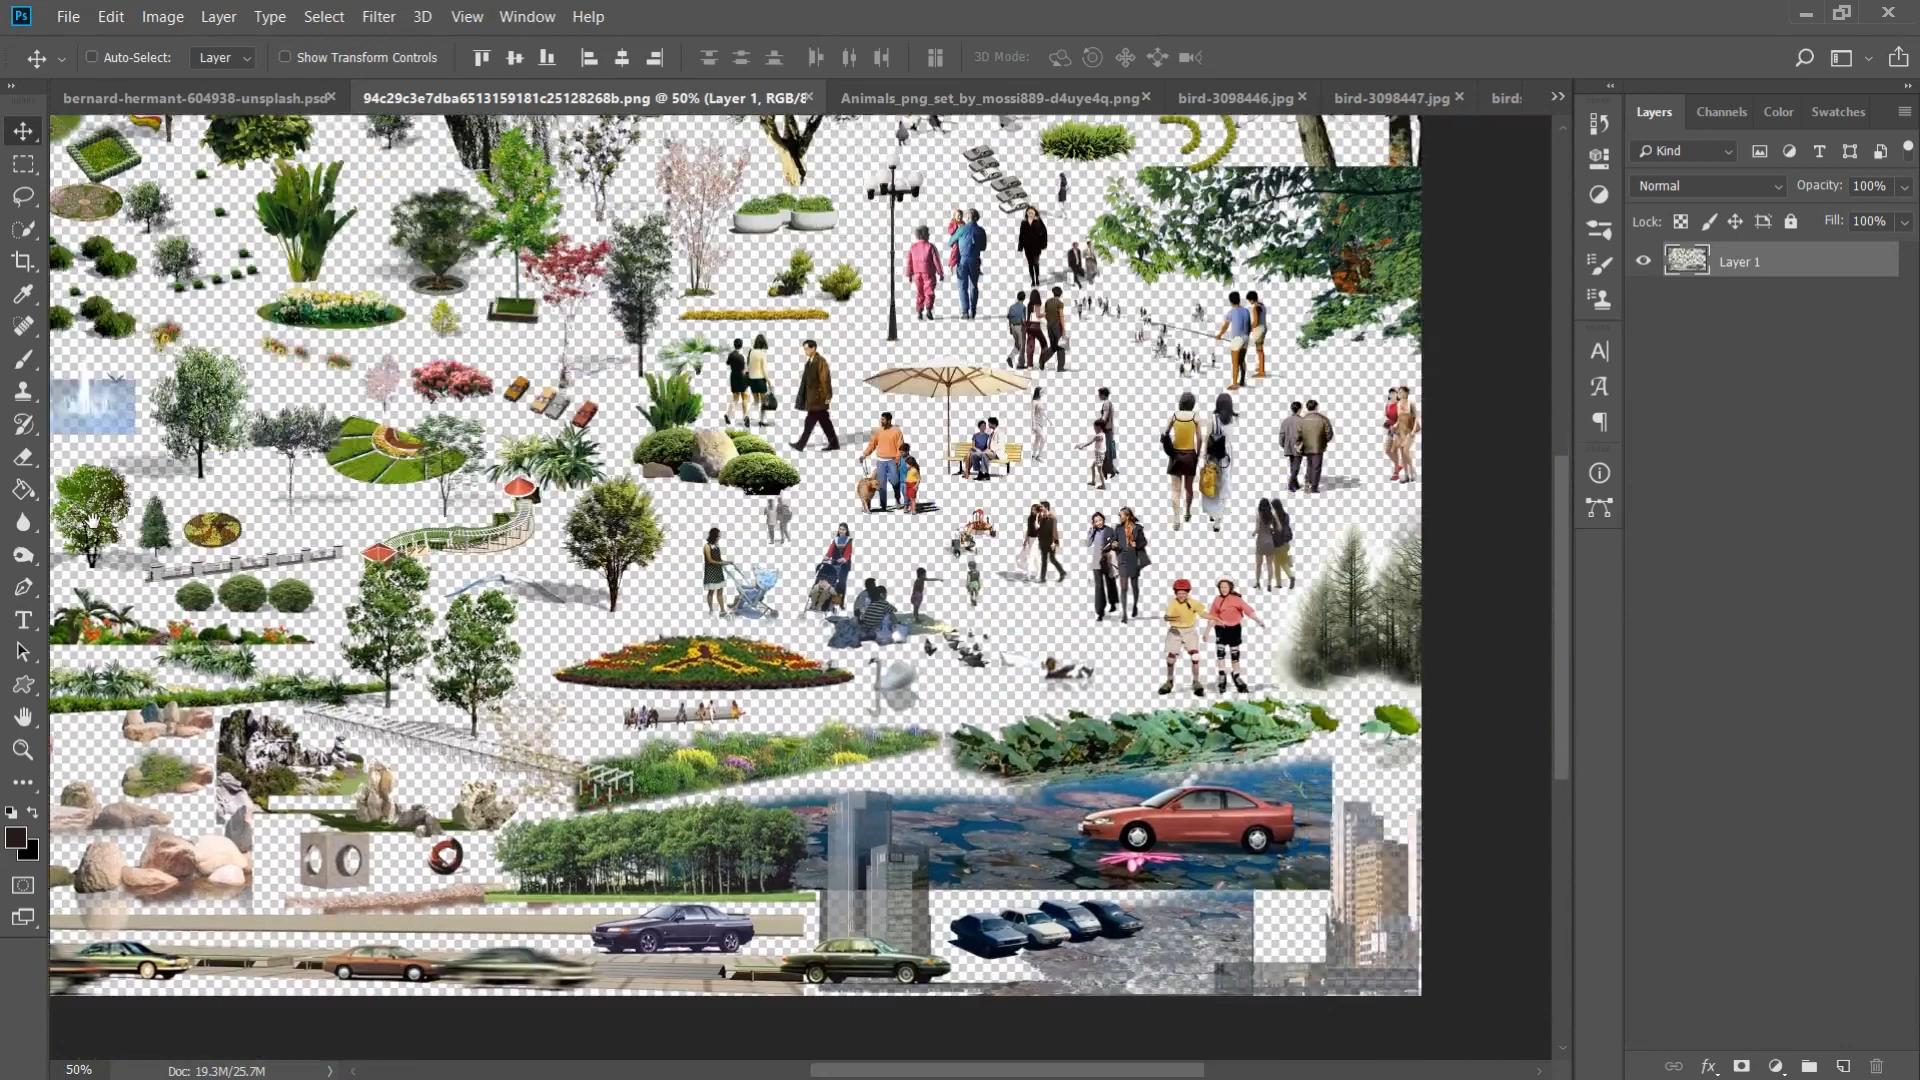 Ps File Edit Image Layer Type Select Filter 3D View Window Help
Auto-Select: Layer Show Transform Controls 3D Mode:
bernard-hermant-604938-unsplash.psd 94c29c3e7dba6513159181c25128268b.png @ 50% (Layer 1, RGB/8 Animals_png_set_by_mossi889-d4uye4q.png bird-3098446.jpg bird-3098447.jpg birds
Layers Channels Color Swatches
Kind
Normal Opacity: 100%
Lock: Fill: 100%
Layer 1
50% Doc: 19.3M/25.7M